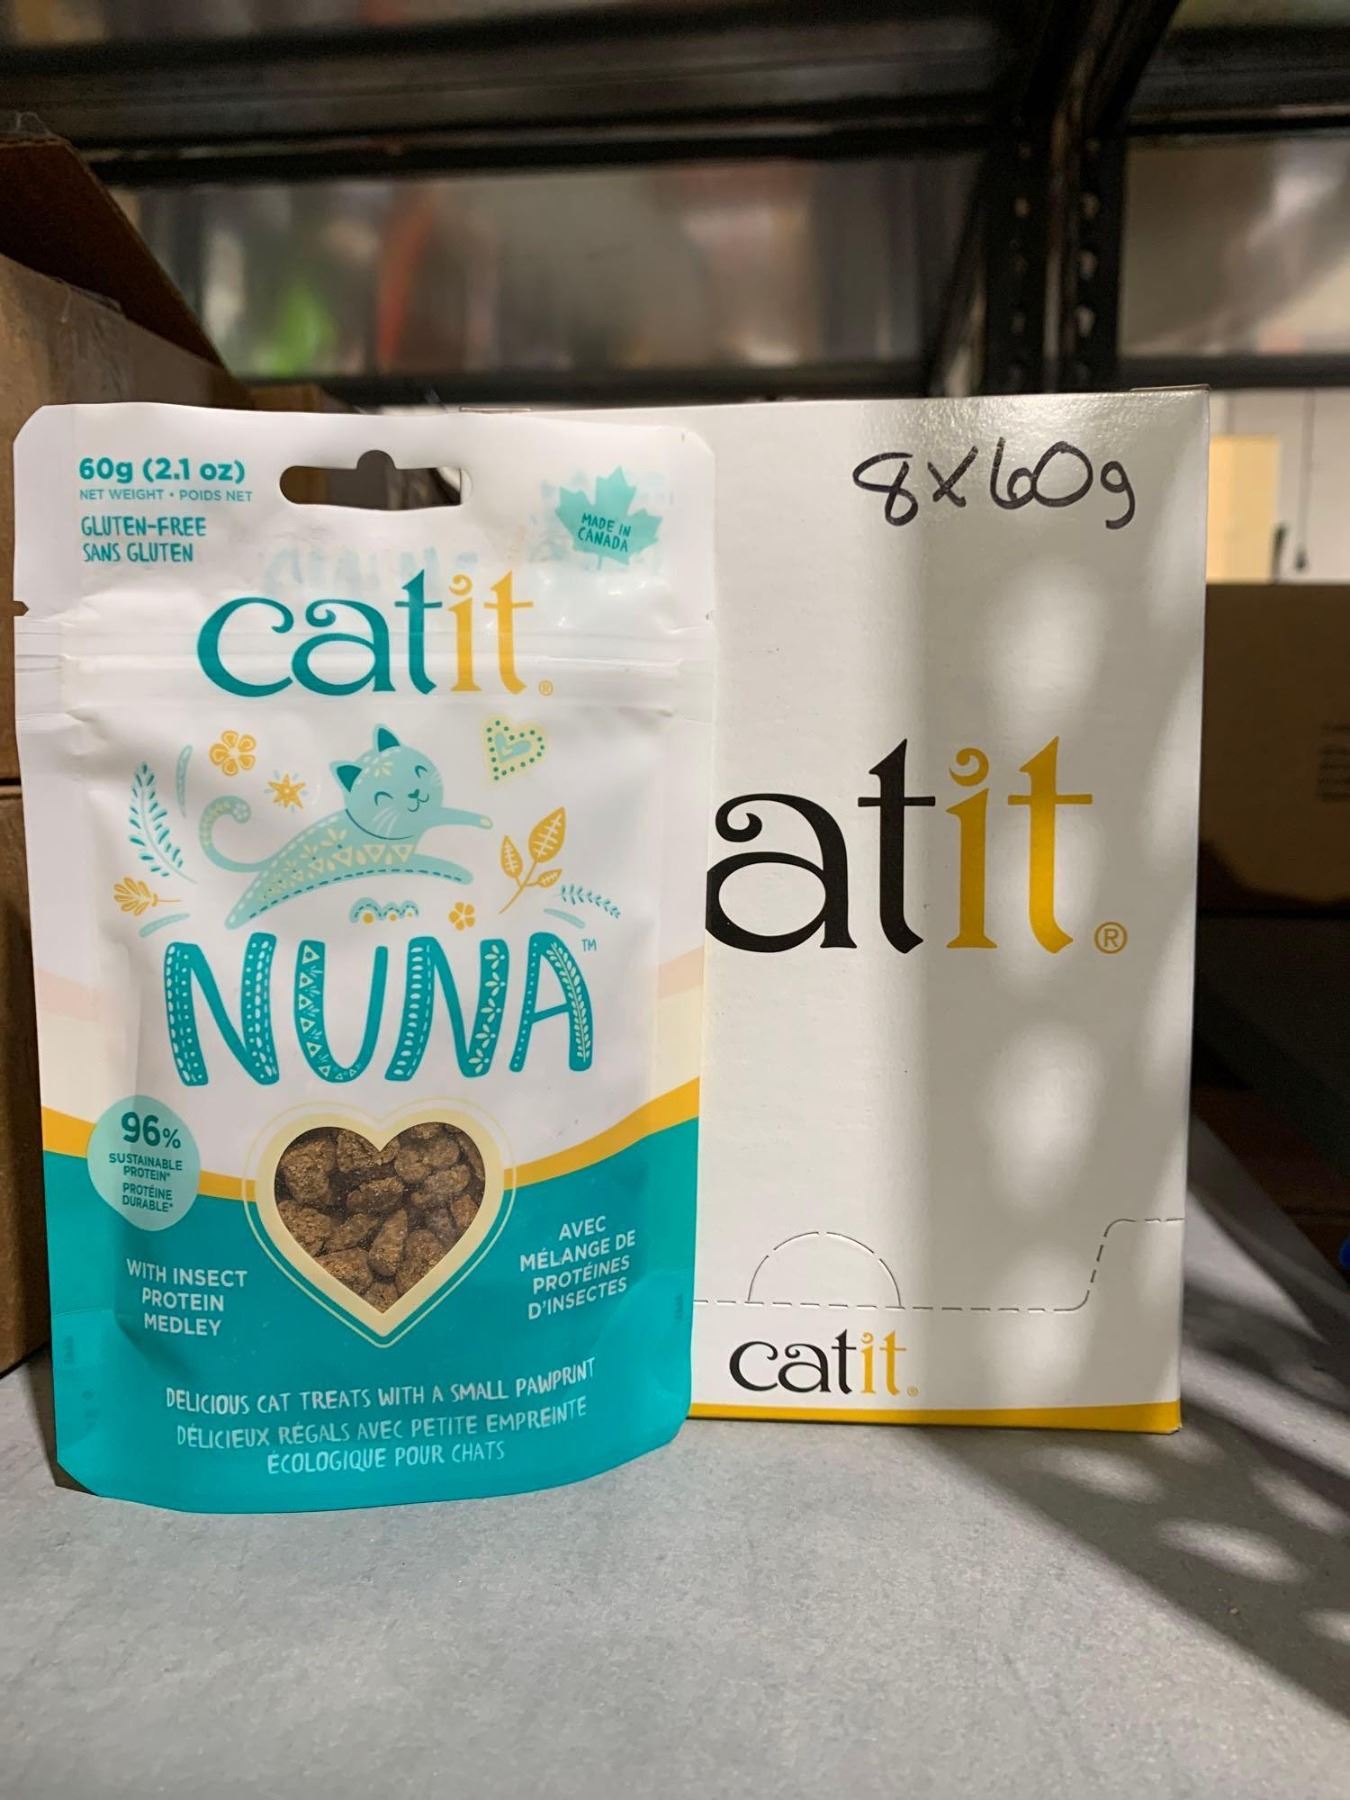 60g (2.1 oz)
NET WEIGHT • POIDS NET
GLUTEN-FREE
SANS GLUTEN
MADE IN
CANADA
catit®
NUNA™
96%
SUSTAINABLE
PROTEIN*
PROTÉINE
DURABLE*
WITH INSECT
PROTEIN
MEDLEY
AVEC
MÉLANGE DE
PROTÉINES
D'INSECTES
DELICIOUS CAT TREATS WITH A SMALL PAWPRINT
DÉLICIEUX RÉGALS AVEC PETITE EMPREINTE
ÉCOLOGIQUE POUR CHATS
8x60g
atit®
catit®